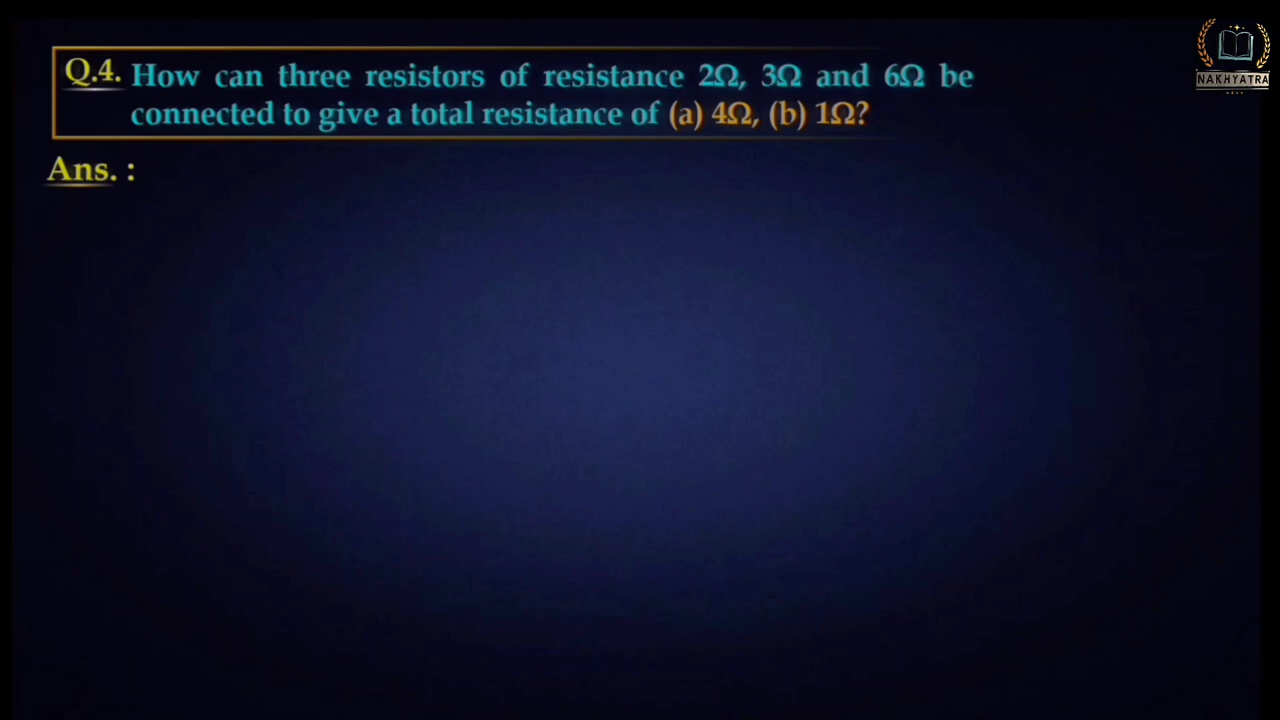 Q.4. How can three resistors of resistance 2Ω, 3Ω and 6Ω be
connected to give a total resistance of (a) 4Ω, (b) 1Ω?
Ans. :
NAKHYATRA